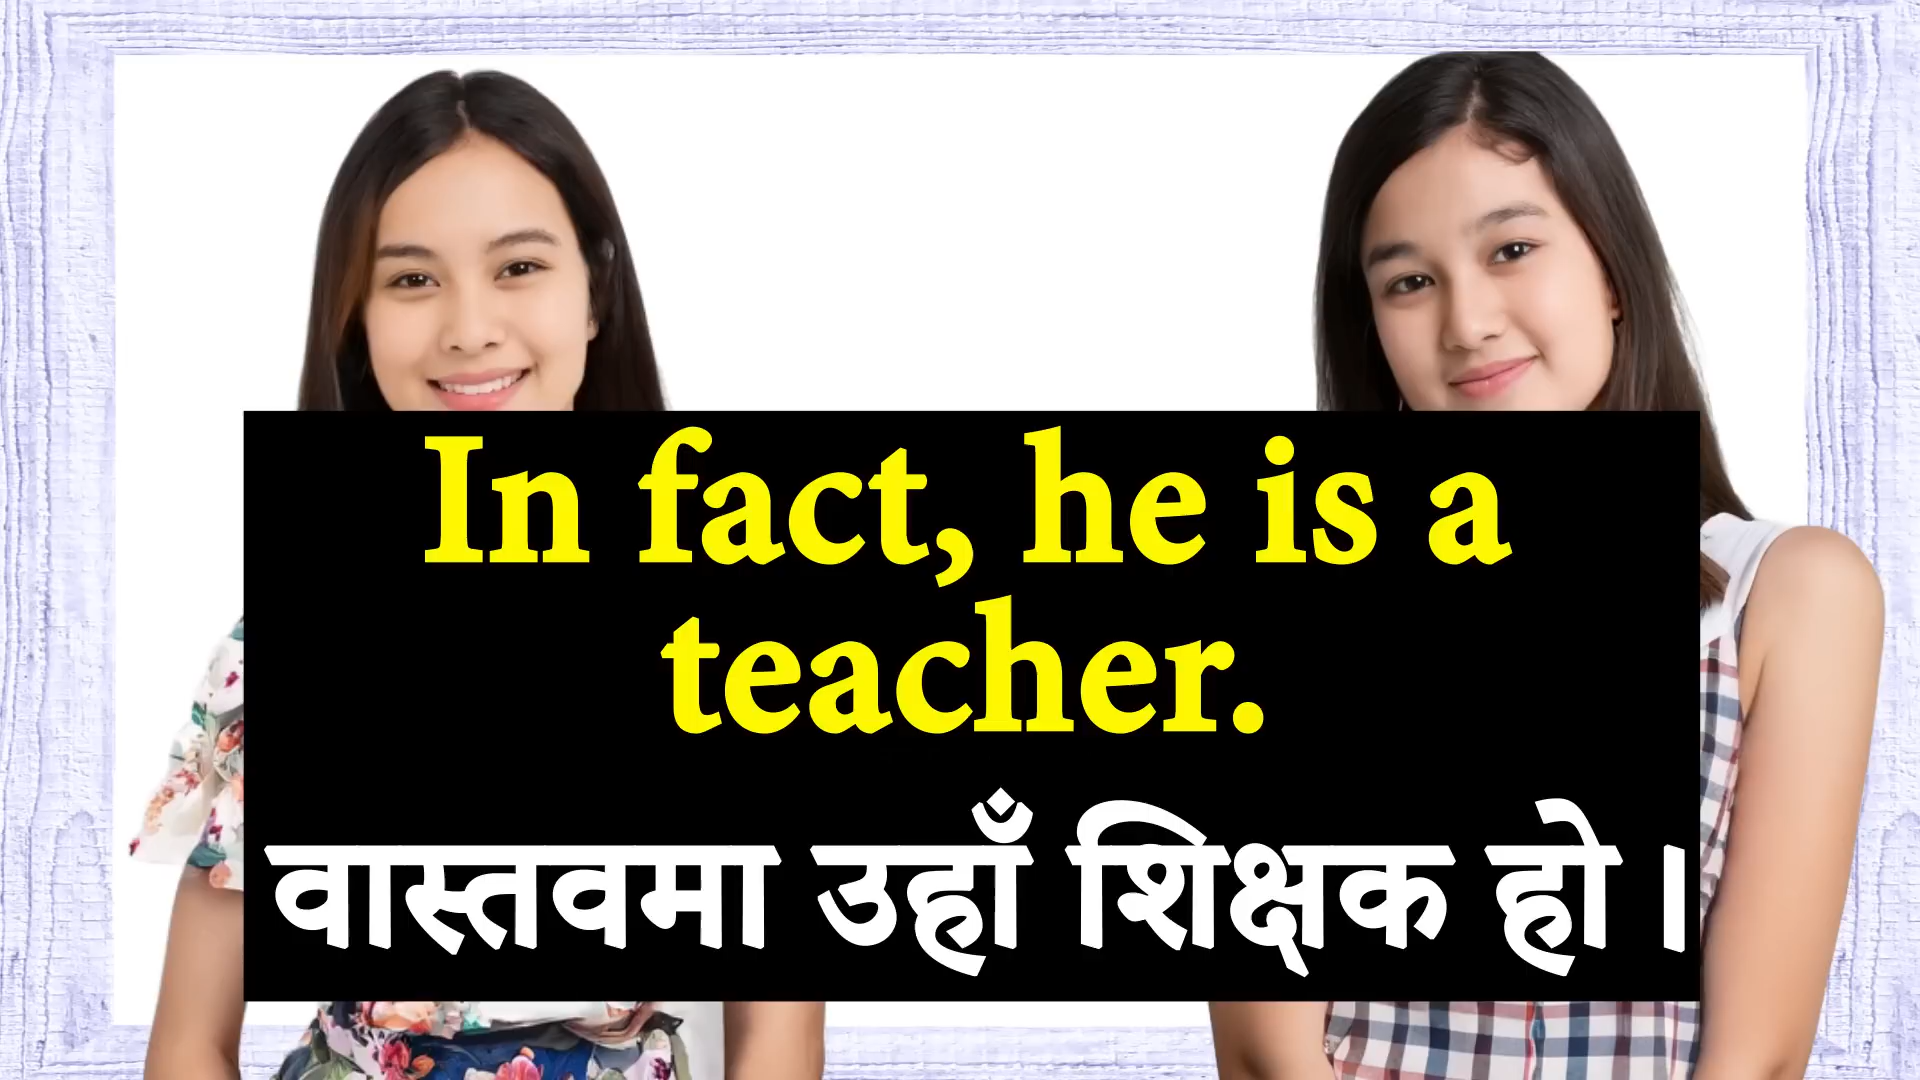 In fact, he is a
teacher.
वास्तवमा उहाँ शिक्षक हो ।